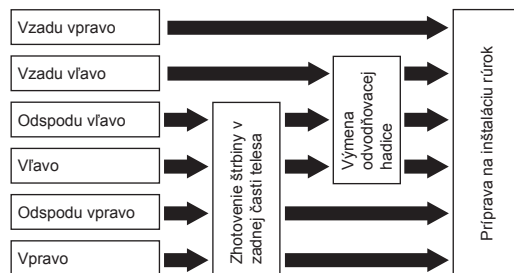 Vzadu vpravo
Vzadu vľavo
Odspodu vľavo
Vľavo
Odspodu vpravo
Vpravo
Zhotovenie štrbiny v
zadnej časti telesa
Výmena
odvodňovacej
hadice
Príprava na inštaláciu rúrok